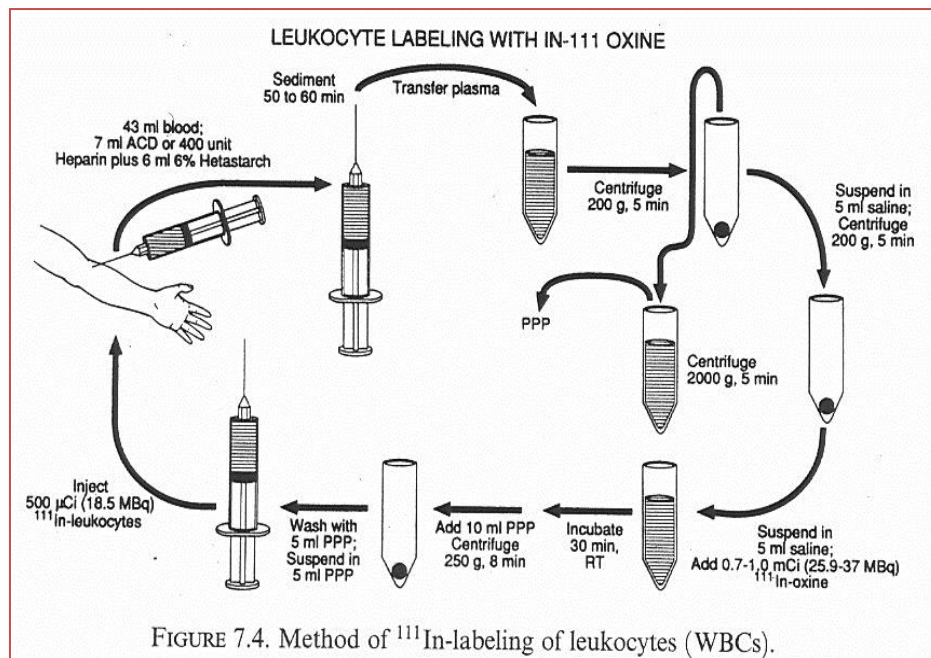 LEUKOCYTE LABELING WITH IN-111 OXINE
Sediment
50 to 60 min
Transfer plasma
43 ml blood;
7 ml ACD or 400 unit
Heparin plus 6 ml 6% Hetastarch
Centrifuge
200 g, 5 min
Suspend in
5 ml saline;
Centrifuge
200 g, 5 min
PPP
Centrifuge
2000 g, 5 min
Suspend in
5 ml saline;
Add 0.7-1.0 mCi (25.9-37 MBq)
¹¹¹In-oxine
Incubate
30 min,
RT
Add 10 ml PPP
Centrifuge
250 g, 8 min
Wash with
5 ml PPP;
Suspend in
5 ml PPP
Inject
500 µCi (18.5 MBq)
¹¹¹In-leukocytes
FIGURE 7.4. Method of ¹¹¹In-labeling of leukocytes (WBCs).